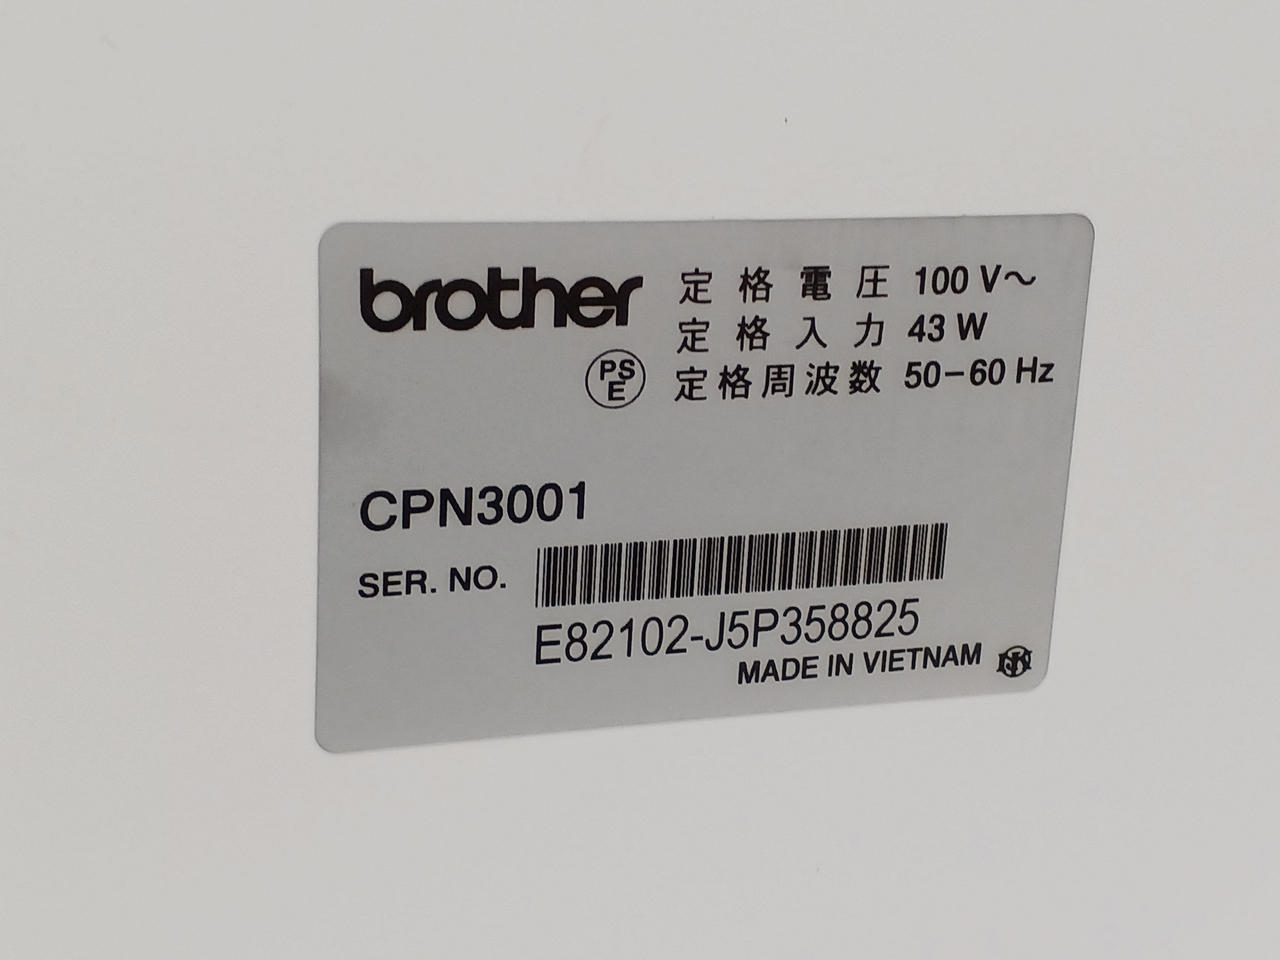 brother
定格電圧 100 V～
定格入力 43 W
PSE
定格周波数 50-60 Hz
CPN3001
SER. NO.
E82102-J5P358825
MADE IN VIETNAM